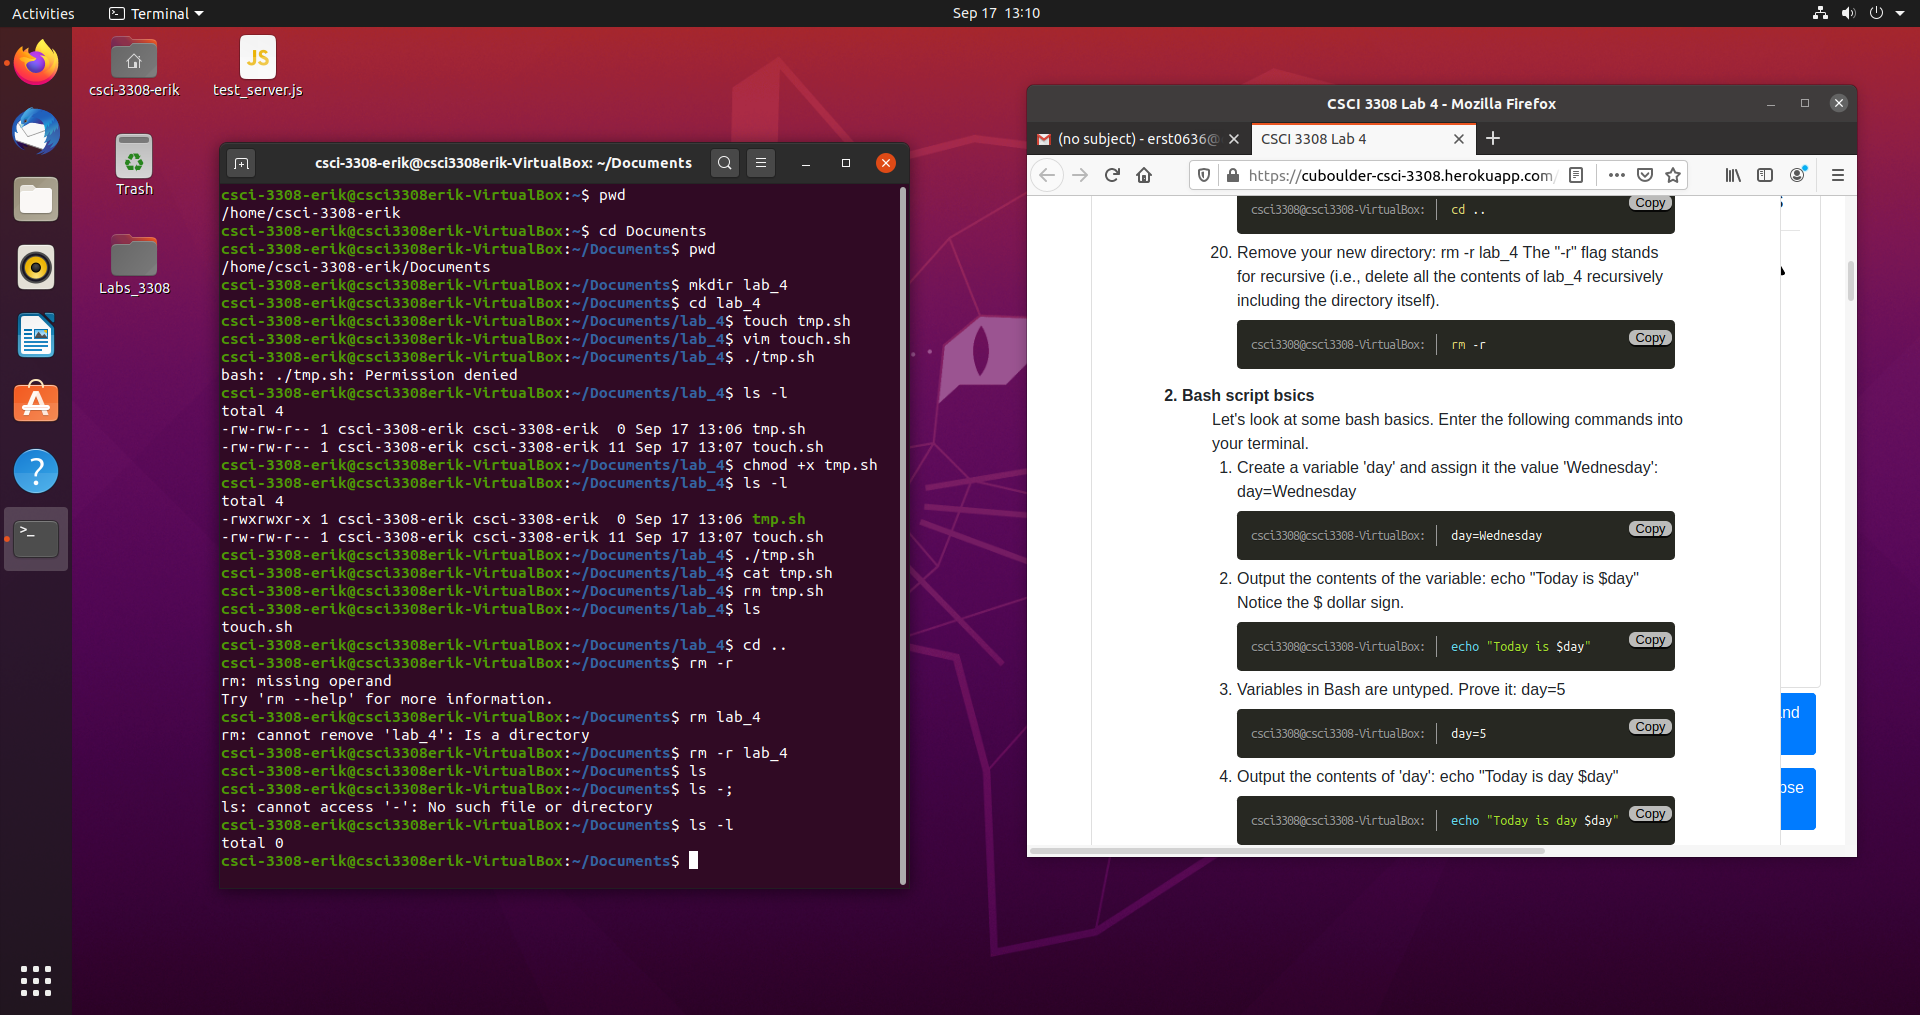 Activities
Terminal
Sep 17 13:10
csci-3308-erik
JS
test_server.js
Trash
Labs_3308
csci-3308-erik@csci3308erik-VirtualBox: ~/Documents
csci-3308-erik@csci3308erik-VirtualBox:~$ pwd
/home/csci-3308-erik
csci-3308-erik@csci3308erik-VirtualBox:~$ cd Documents
csci-3308-erik@csci3308erik-VirtualBox:~/Documents$ pwd
/home/csci-3308-erik/Documents
csci-3308-erik@csci3308erik-VirtualBox:~/Documents$ mkdir lab_4
csci-3308-erik@csci3308erik-VirtualBox:~/Documents$ cd lab_4
csci-3308-erik@csci3308erik-VirtualBox:~/Documents/lab_4$ touch tmp.sh
csci-3308-erik@csci3308erik-VirtualBox:~/Documents/lab_4$ vim touch.sh
csci-3308-erik@csci3308erik-VirtualBox:~/Documents/lab_4$ ./tmp.sh
bash: ./tmp.sh: Permission denied
csci-3308-erik@csci3308erik-VirtualBox:~/Documents/lab_4$ ls -l
total 4
-rw-rw-r-- 1 csci-3308-erik csci-3308-erik  0 Sep 17 13:06 tmp.sh
-rw-rw-r-- 1 csci-3308-erik csci-3308-erik 11 Sep 17 13:07 touch.sh
csci-3308-erik@csci3308erik-VirtualBox:~/Documents/lab_4$ chmod +x tmp.sh
csci-3308-erik@csci3308erik-VirtualBox:~/Documents/lab_4$ ls -l
total 4
-rwxrwxr-x 1 csci-3308-erik csci-3308-erik  0 Sep 17 13:06 tmp.sh
-rw-rw-r-- 1 csci-3308-erik csci-3308-erik 11 Sep 17 13:07 touch.sh
csci-3308-erik@csci3308erik-VirtualBox:~/Documents/lab_4$ ./tmp.sh
csci-3308-erik@csci3308erik-VirtualBox:~/Documents/lab_4$ cat tmp.sh
csci-3308-erik@csci3308erik-VirtualBox:~/Documents/lab_4$ rm tmp.sh
csci-3308-erik@csci3308erik-VirtualBox:~/Documents/lab_4$ ls
touch.sh
csci-3308-erik@csci3308erik-VirtualBox:~/Documents/lab_4$ cd ..
csci-3308-erik@csci3308erik-VirtualBox:~/Documents$ rm -r
rm: missing operand
Try 'rm --help' for more information.
csci-3308-erik@csci3308erik-VirtualBox:~/Documents$ rm lab_4
rm: cannot remove 'lab_4': Is a directory
csci-3308-erik@csci3308erik-VirtualBox:~/Documents$ rm -r lab_4
csci-3308-erik@csci3308erik-VirtualBox:~/Documents$ ls
csci-3308-erik@csci3308erik-VirtualBox:~/Documents$ ls -;
ls: cannot access '-': No such file or directory
csci-3308-erik@csci3308erik-VirtualBox:~/Documents$ ls -l
total 0
csci-3308-erik@csci3308erik-VirtualBox:~/Documents$
CSCI 3308 Lab 4 - Mozilla Firefox
(no subject) - erst0636@
CSCI 3308 Lab 4
https://cuboulder-csci-3308.herokuapp.com/
csci3308@csci3308-VirtualBox: cd .. Copy
20. Remove your new directory: rm -r lab_4 The "-r" flag stands
for recursive (i.e., delete all the contents of lab_4 recursively
including the directory itself).
csci3308@csci3308-VirtualBox: rm -r Copy
2. Bash script bsics
Let's look at some bash basics. Enter the following commands into
your terminal.
1. Create a variable 'day' and assign it the value 'Wednesday':
day=Wednesday
csci3308@csci3308-VirtualBox: day=Wednesday Copy
2. Output the contents of the variable: echo "Today is $day"
Notice the $ dollar sign.
csci3308@csci3308-VirtualBox: echo "Today is $day" Copy
3. Variables in Bash are untyped. Prove it: day=5
csci3308@csci3308-VirtualBox: day=5 Copy
4. Output the contents of 'day': echo "Today is day $day"
csci3308@csci3308-VirtualBox: echo "Today is day $day" Copy